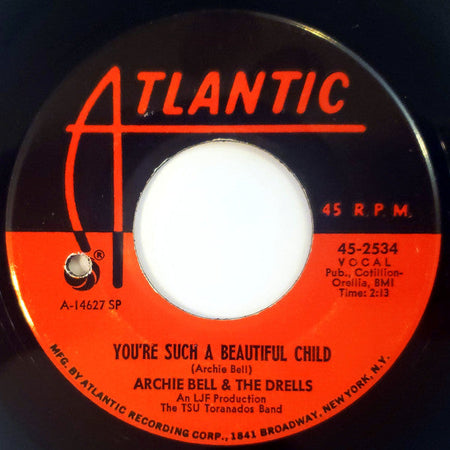 ATLANTIC
45 R.P.M.
45-2534
VOCAL
Pub., Cotillion-
Orellia, BMI
Time: 2:13
®
A-14627 SP
YOU'RE SUCH A BEAUTIFUL CHILD
(Archie Bell)
ARCHIE BELL & THE DRELLS
An LJF Production
The TSU Toranados Band
MFG. BY ATLANTIC RECORDING CORP., 1841 BROADWAY, NEW YORK, N.Y.